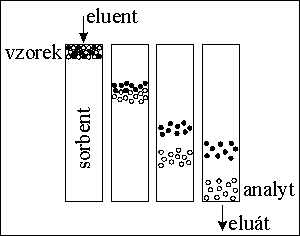 eluent
vzorek
sorbent
analyt
eluát